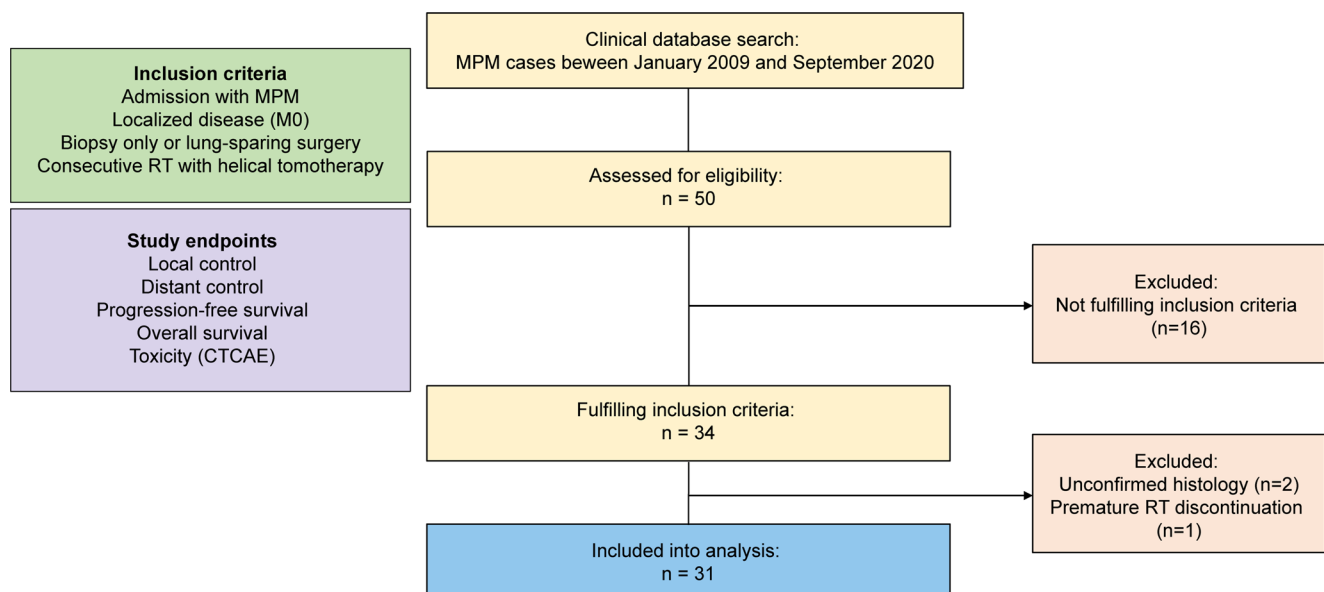 Clinical database search:
MPM cases beween January 2009 and September 2020
Inclusion criteria
Admission with MPM
Localized disease (M0)
Biopsy only or lung-sparing surgery
Consecutive RT with helical tomotherapy
Assessed for eligibility:
n = 50
Study endpoints
Local control
Distant control
Progression-free survival
Overall survival
Toxicity (CTCAE)
Excluded:
Not fulfilling inclusion criteria
(n=16)
Fulfilling inclusion criteria:
n = 34
Excluded:
Unconfirmed histology (n=2)
Premature RT discontinuation
(n=1)
Included into analysis:
n = 31